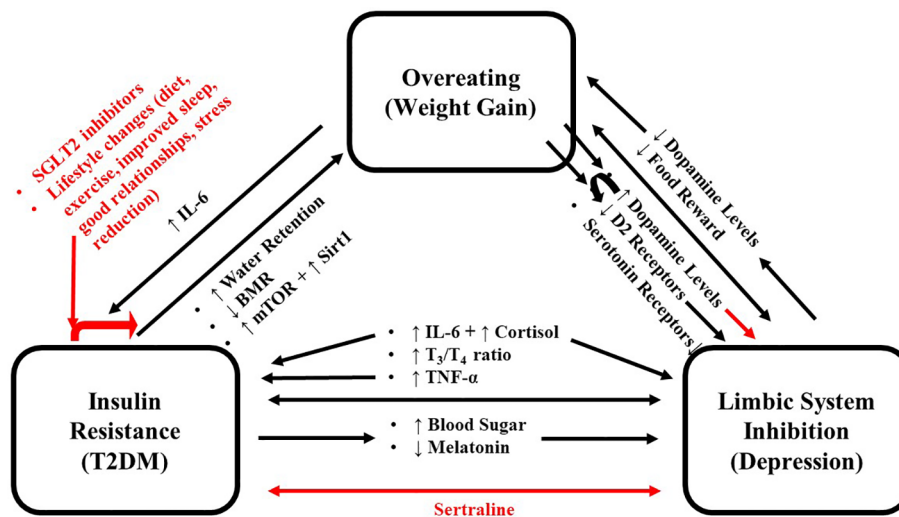 Overeating
(Weight Gain)
• SGLT2 inhibitors
• Lifestyle changes (diet,
exercise, improved sleep,
good relationships, stress
reduction)
↑ IL-6
• ↑ Water Retention
• ↓ BMR
• ↑ mTOR + ↑ Sirt1
↓ Dopamine Levels
↓ Food Reward
↑ Dopamine Levels
↓ D2 Receptors
• Serotonin Receptors↓
• ↑ IL-6 + ↑ Cortisol
• ↑ T₃/T₄ ratio
• ↑ TNF-α
Insulin
Resistance
(T2DM)
• ↑ Blood Sugar
• ↓ Melatonin
Limbic System
Inhibition
(Depression)
Sertraline